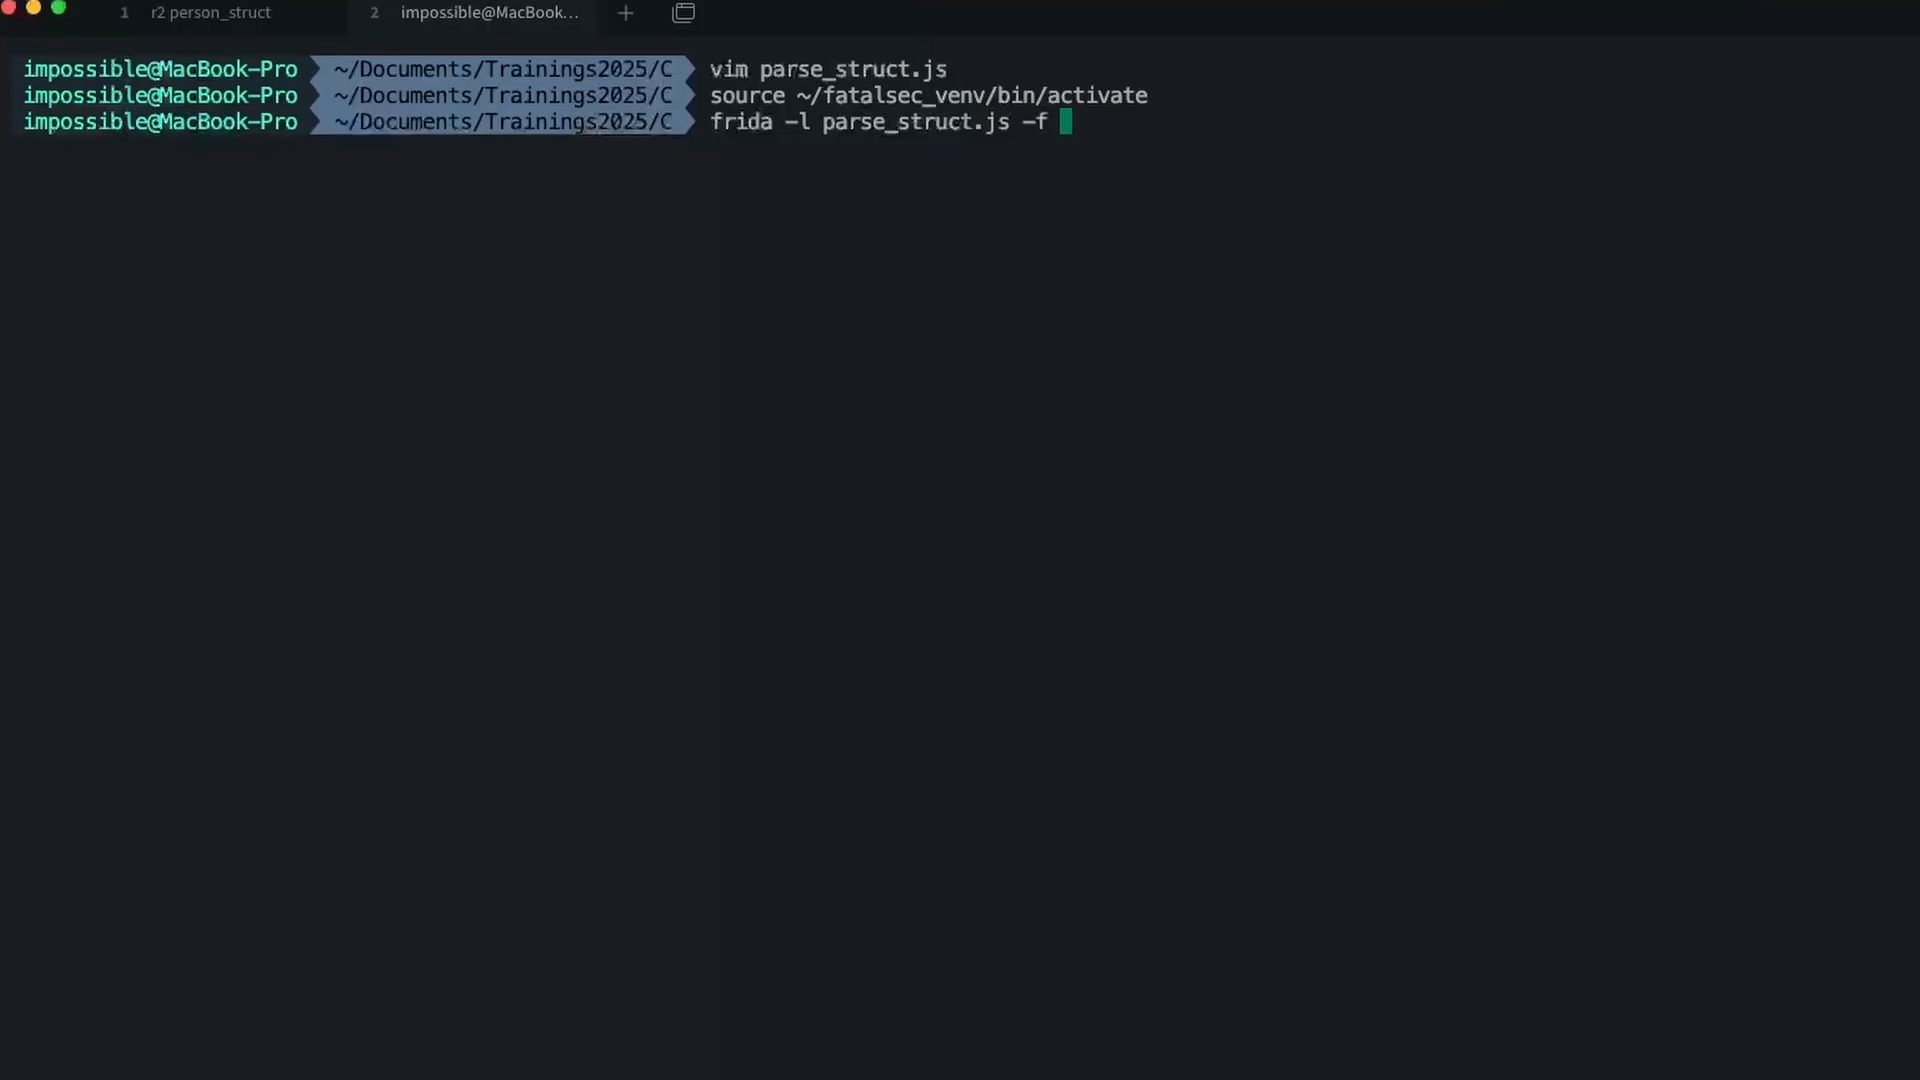 1 r2 person_struct 2 impossible@MacBook...
impossible@MacBook-Pro ~/Documents/Trainings2025/C vim parse_struct.js
impossible@MacBook-Pro ~/Documents/Trainings2025/C source ~/fatalsec_venv/bin/activate
impossible@MacBook-Pro ~/Documents/Trainings2025/C frida -l parse_struct.js -f